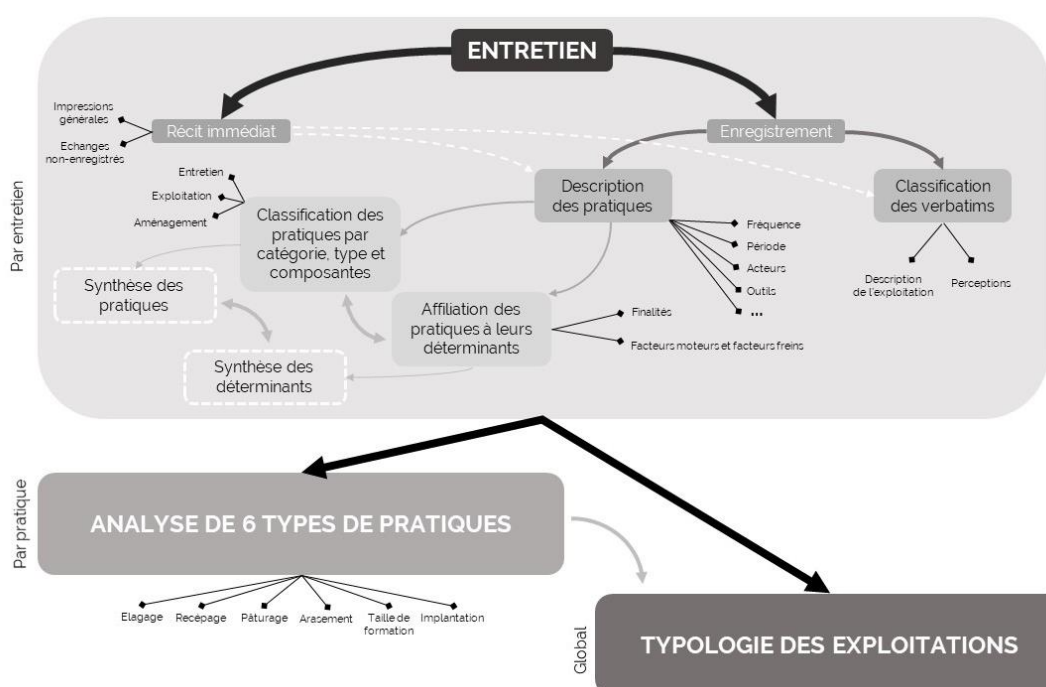 ENTRETIEN
Impressions
générales
Echanges
non-enregistrés
Récit immédiat
Enregistrement
Par entretien
Entretien
Exploitation
Aménagement
Classification des
pratiques par
catégorie, type et
composantes
Description
des pratiques
Classification
des verbatims
Fréquence
Période
Acteurs
Outils
...
Description
de l'exploitation
Perceptions
Synthèse des
pratiques
Affiliation des
pratiques à leurs
déterminants
Finalités
Facteurs moteurs et facteurs freins
Synthèse des
déterminants
Par pratique
ANALYSE DE 6 TYPES DE PRATIQUES
Elagage
Recépage
Pâturage
Arasement
Taille de
formation
Implantation
Global
TYPOLOGIE DES EXPLOITATIONS